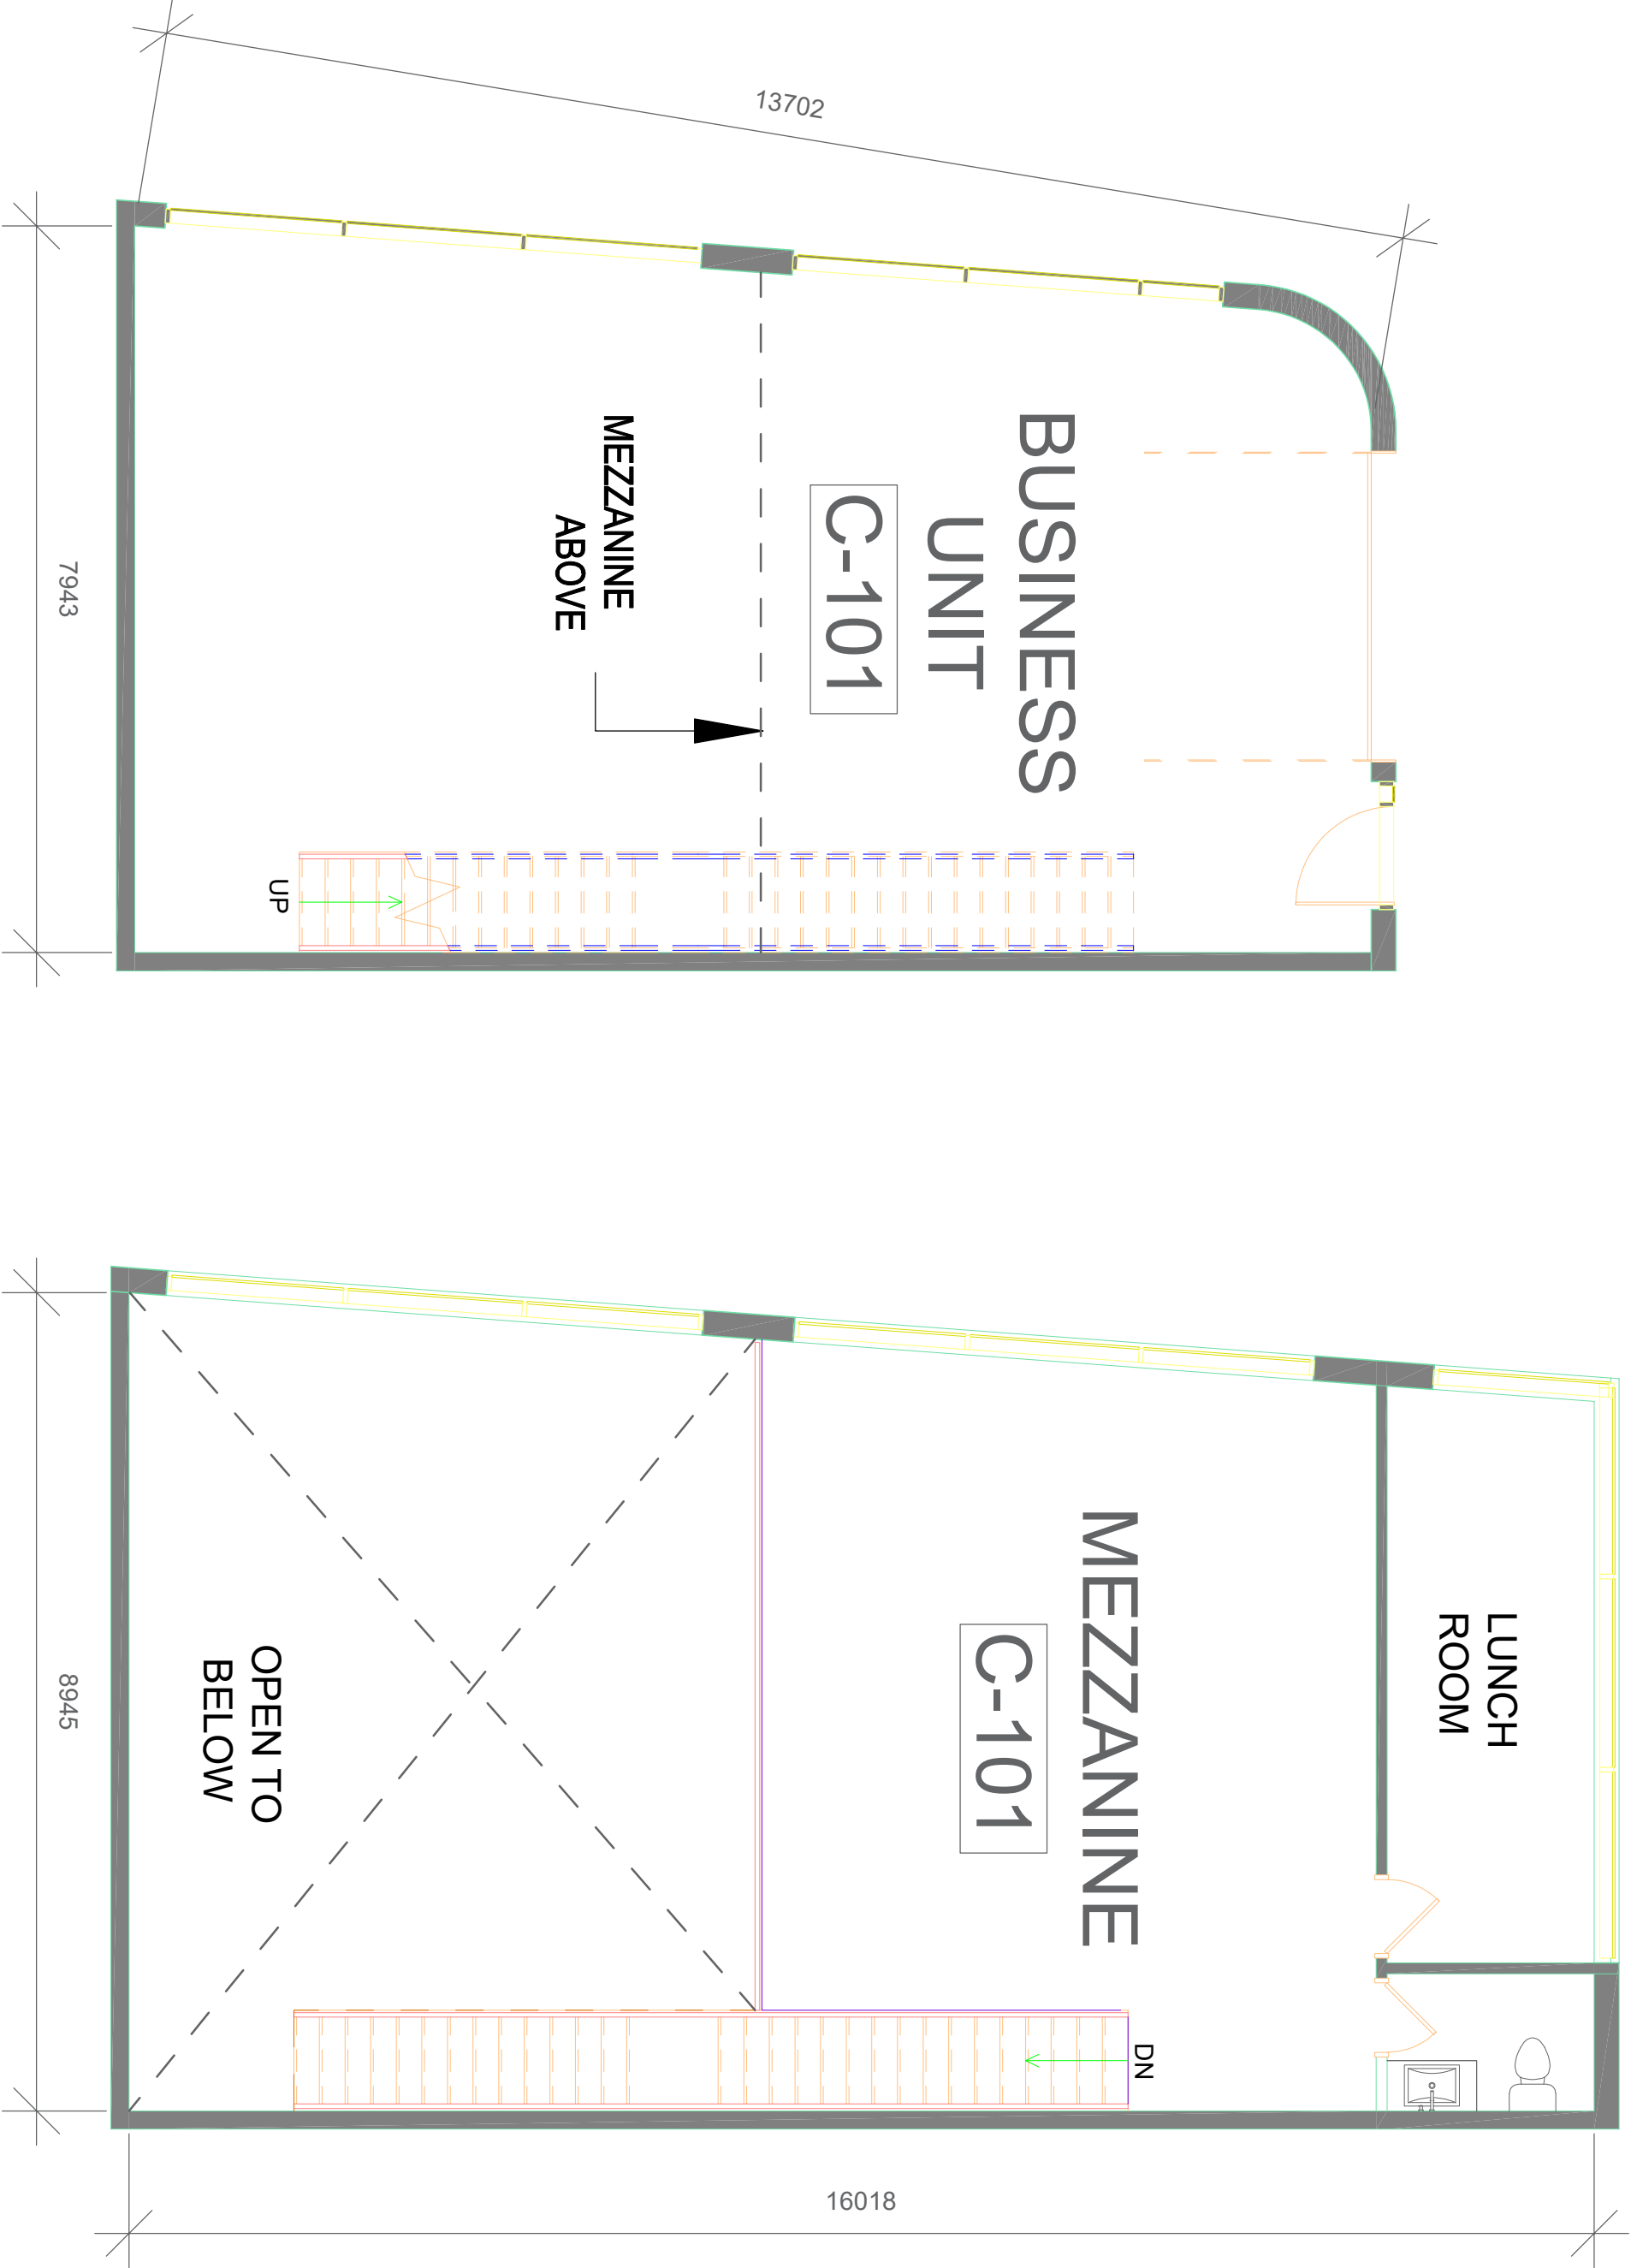 13702
BUSINESS
UNIT
C-101
MEZZANINE
ABOVE
7943
UP
MEZZANINE
C-101
LUNCH
ROOM
OPEN TO
BELOW
DN
8945
16018